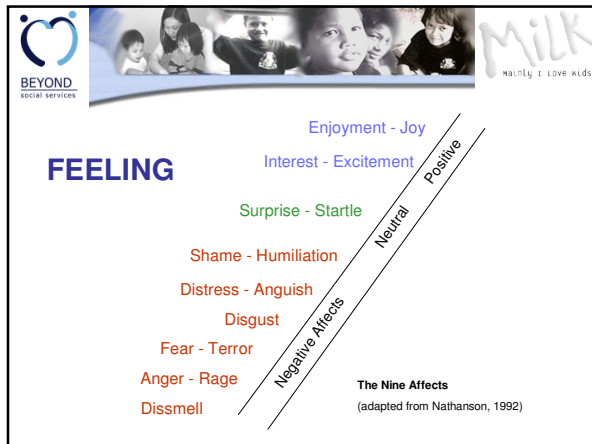 BEYOND
social services
MiLK
Mainly I Love Kids
FEELING
Enjoyment - Joy
Interest - Excitement
Surprise - Startle
Shame - Humiliation
Distress - Anguish
Disgust
Fear - Terror
Anger - Rage
Dissmell
Positive
Neutral
Negative Affects
The Nine Affects
(adapted from Nathanson, 1992)